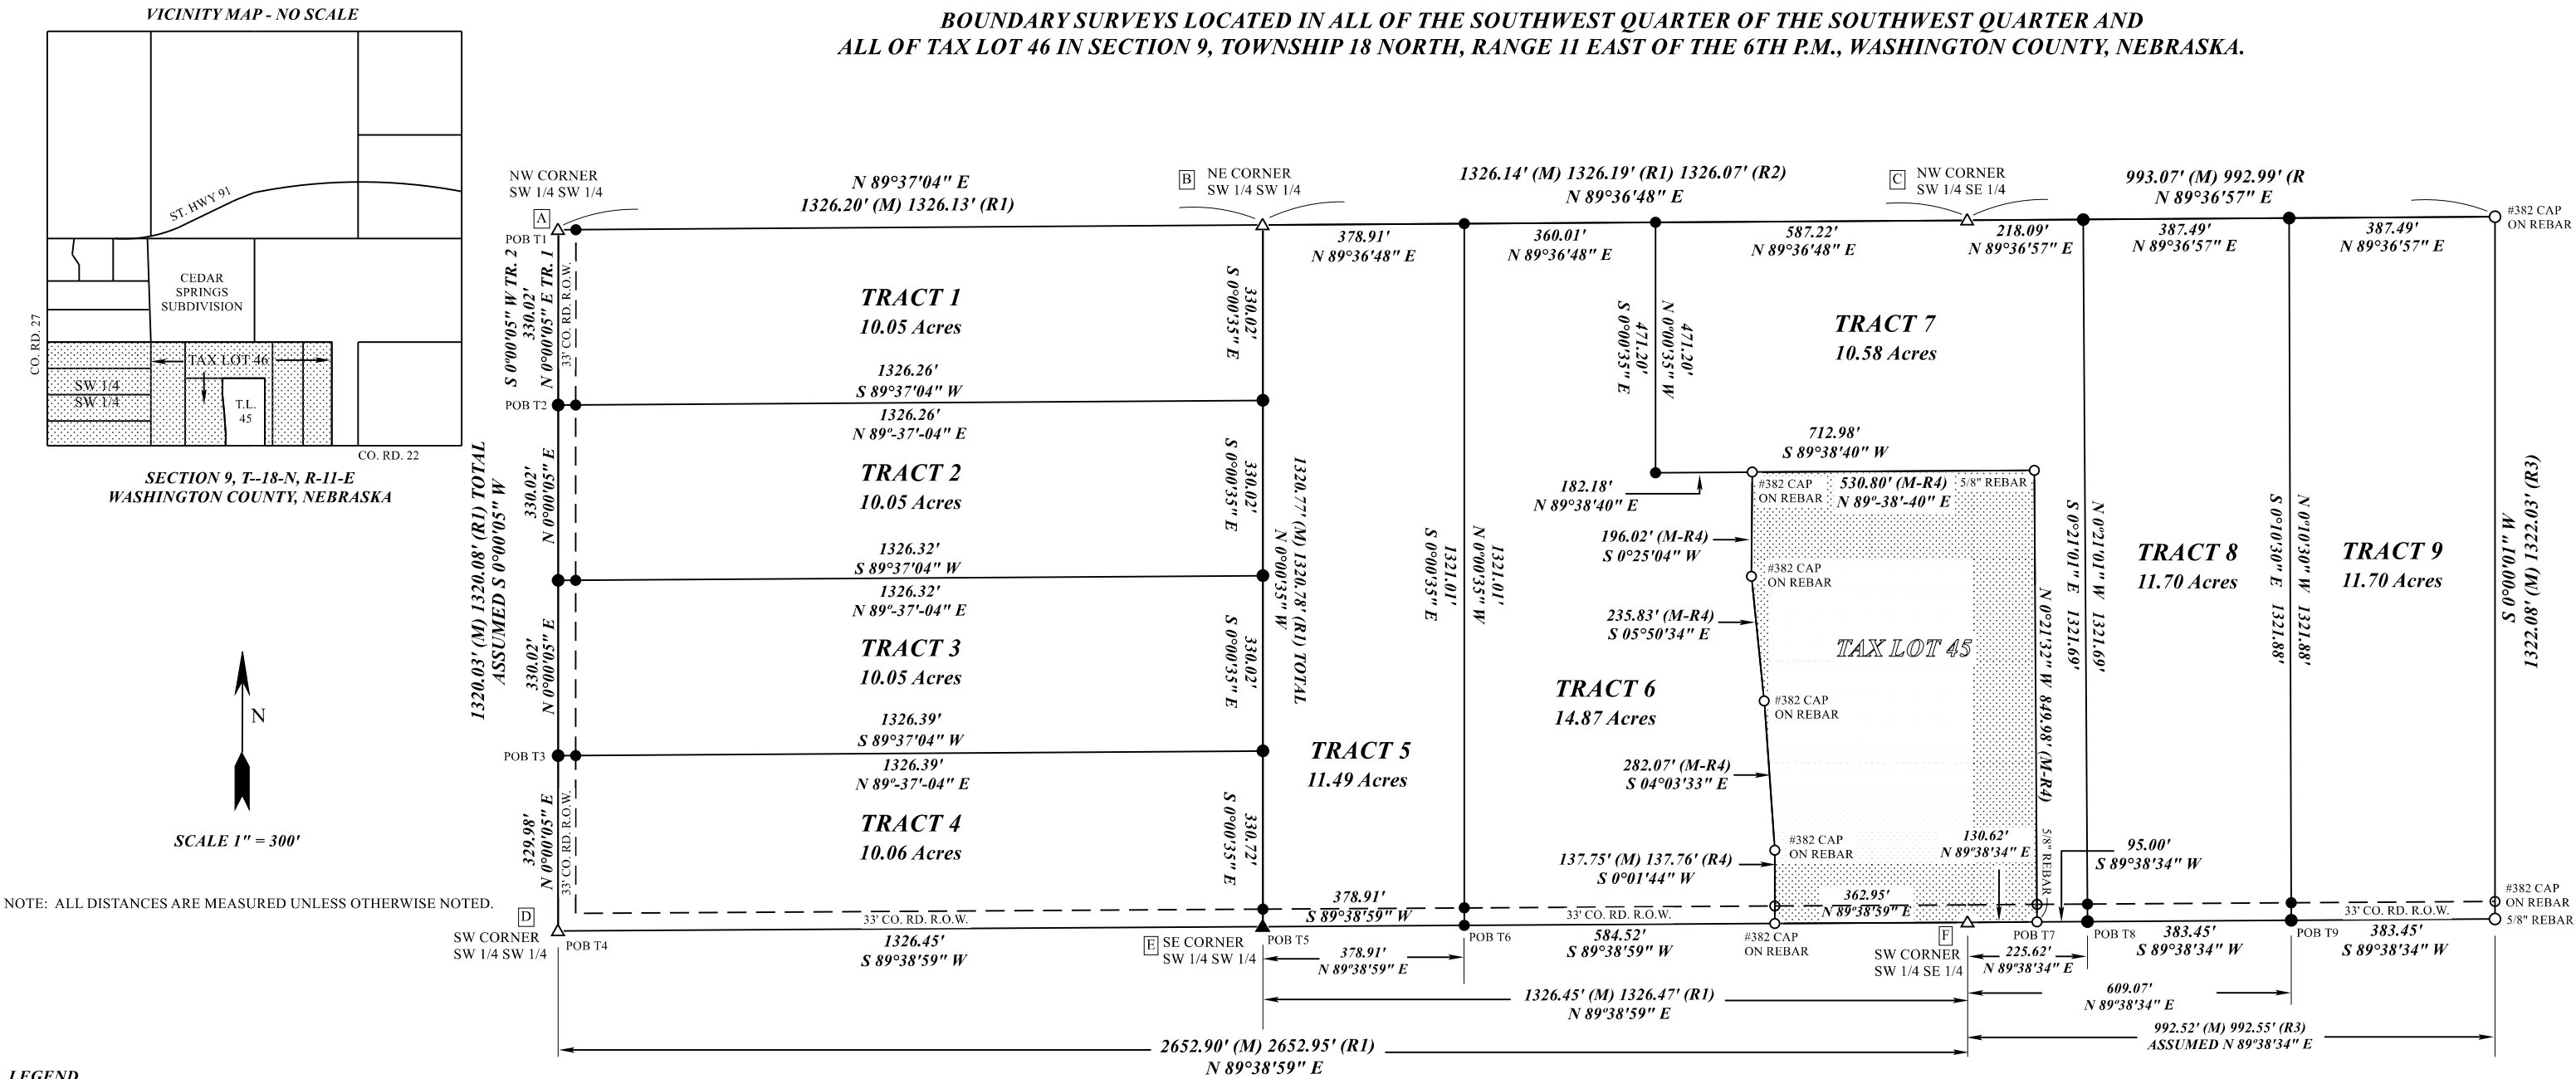 VICINITY MAP - NO SCALE
BOUNDARY SURVEYS LOCATED IN ALL OF THE SOUTHWEST QUARTER OF THE SOUTHWEST QUARTER AND
ALL OF TAX LOT 46 IN SECTION 9, TOWNSHIP 18 NORTH, RANGE 11 EAST OF THE 6TH P.M., WASHINGTON COUNTY, NEBRASKA.
ST. HWY 91
CEDAR
SPRINGS
SUBDIVISION
CO. RD. 27
TAX LOT 46
SW 1/4
SW 1/4
T.L.
45
CO. RD. 22
SECTION 9, T--18-N, R-11-E
WASHINGTON COUNTY, NEBRASKA
N
SCALE 1" = 300'
NOTE: ALL DISTANCES ARE MEASURED UNLESS OTHERWISE NOTED.
LEGEND
NW CORNER
SW 1/4 SW 1/4
A
POB T1
N 89°37'04" E
1326.20' (M) 1326.13' (R1)
B
NE CORNER
SW 1/4 SW 1/4
1326.14' (M) 1326.19' (R1) 1326.07' (R2)
N 89°36'48" E
C
NW CORNER
SW 1/4 SE 1/4
993.07' (M) 992.99' (R
N 89°36'57" E
#382 CAP
ON REBAR
378.91'
N 89°36'48" E
360.01'
N 89°36'48" E
587.22'
N 89°36'48" E
218.09'
N 89°36'57" E
387.49'
N 89°36'57" E
387.49'
N 89°36'57" E
S 0°00'05" W TR. 2
330.02'
N 0°00'05" E TR. 1
33' CO. RD. R.O.W.
TRACT 1
10.05 Acres
330.02'
S 0°00'35" E
1326.26'
S 89°37'04" W
POB T2
1326.26'
N 89º-37'-04" E
TRACT 2
10.05 Acres
330.02'
N 0°00'05" E
330.02'
S 0°00'35" E
1320.03' (M) 1320.08' (R1) TOTAL
ASSUMED S 0°00'05" W
1320.77' (M) 1320.78' (R1) TOTAL
N 0°00'35" W
1326.32'
S 89°37'04" W
1326.32'
N 89º-37'-04" E
TRACT 3
10.05 Acres
330.02'
N 0°00'05" E
330.02'
S 0°00'35" E
1326.39'
S 89°37'04" W
POB T3
1326.39'
N 89º-37'-04" E
TRACT 4
10.06 Acres
329.98'
N 0°00'05" E
33' CO. RD. R.O.W.
330.72'
S 0°00'35" E
TRACT 5
11.49 Acres
1321.01'
S 0°00'35" E
1321.01'
N 0°00'35" W
471.20'
S 0°00'35" E
471.20'
N 0°00'35" W
TRACT 7
10.58 Acres
712.98'
S 89°38'40" W
182.18'
N 89°38'40" E
#382 CAP
ON REBAR
530.80' (M-R4)
N 89º-38'-40" E
5/8" REBAR
196.02' (M-R4)
S 0°25'04" W
#382 CAP
ON REBAR
235.83' (M-R4)
S 05°50'34" E
TAX LOT 45
TRACT 6
14.87 Acres
#382 CAP
ON REBAR
282.07' (M-R4)
S 04°03'33" E
#382 CAP
ON REBAR
137.75' (M) 137.76' (R4)
S 0°01'44" W
N 0°21'32" W 849.98' (M-R4)
5/8" REBAR
130.62'
N 89°38'34" E
95.00'
S 89°38'34" W
S 0°21'01" E 1321.69'
N 0°21'01" W 1321.69'
TRACT 8
11.70 Acres
S 0°10'30" E 1321.88'
N 0°10'30" W 1321.88'
TRACT 9
11.70 Acres
S 0°00'01" W
1322.08' (M) 1322.03' (R3)
#382 CAP
ON REBAR
5/8" REBAR
D
SW CORNER
SW 1/4 SW 1/4
POB T4
33' CO. RD. R.O.W.
1326.45'
S 89°38'59" W
E
SE CORNER
SW 1/4 SW 1/4
POB T5
378.91'
S 89°38'59" W
378.91'
N 89º38'59" E
POB T6
33' CO. RD. R.O.W.
584.52'
S 89°38'59" W
362.95'
N 89º38'59" E
#382 CAP
ON REBAR
F
SW CORNER
SW 1/4 SE 1/4
POB T7
225.62'
N 89º38'34" E
POB T8
383.45'
S 89°38'34" W
POB T9
33' CO. RD. R.O.W.
383.45'
S 89°38'34" W
1326.45' (M) 1326.47' (R1)
N 89º38'59" E
609.07'
N 89º38'34" E
992.52' (M) 992.55' (R3)
ASSUMED N 89º38'34" E
2652.90' (M) 2652.95' (R1)
N 89°38'59" E